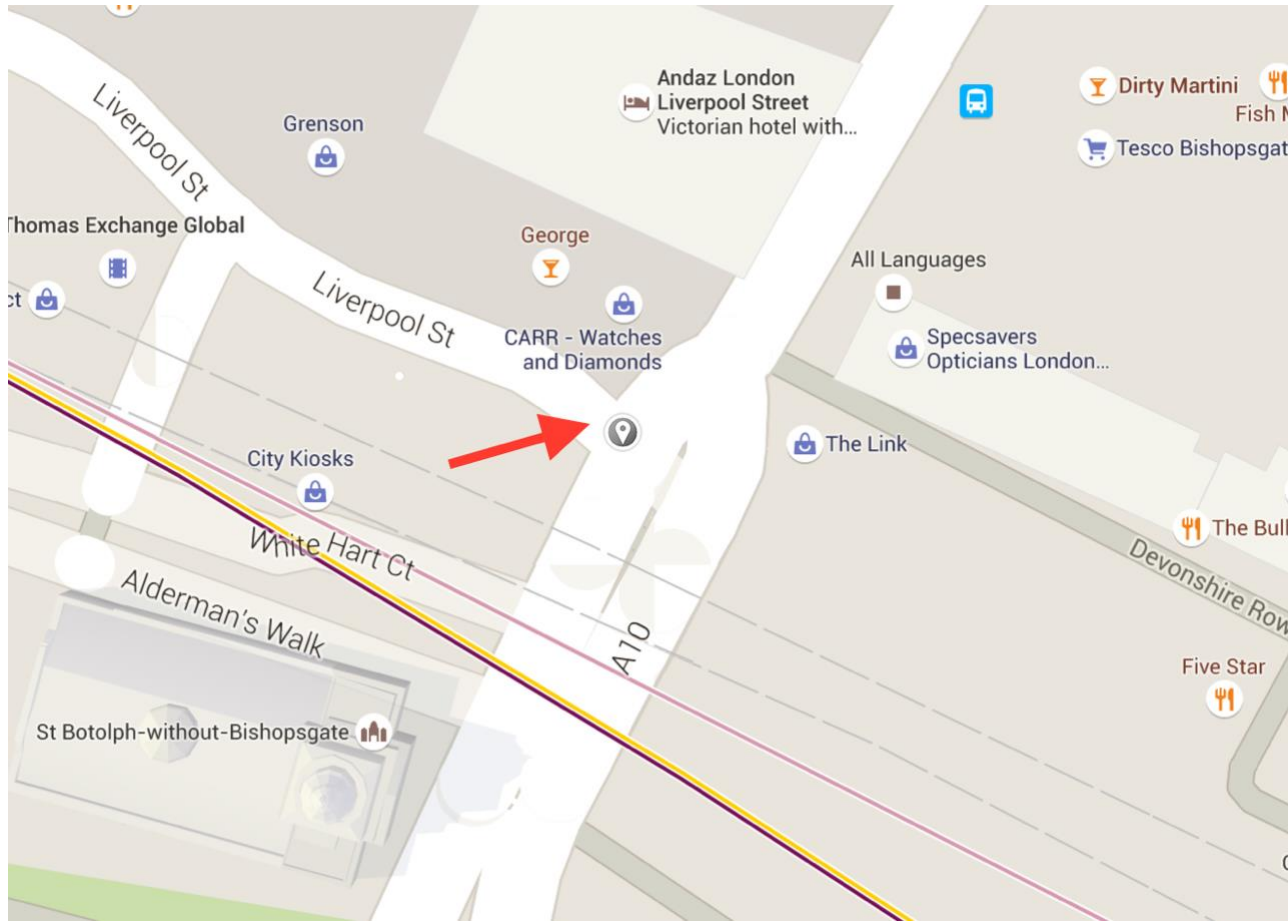 Andaz London
Liverpool Street
Victorian hotel with...
Dirty Martini
Fish
Tesco Bishopsgat
Liverpool St
Grenson
Thomas Exchange Global
George
All Languages
ct
Liverpool St
CARR - Watches
and Diamonds
Specsavers
Opticians London...
City Kiosks
The Link
White Hart Ct
The Bull
Devonshire Row
Alderman's Walk
A10
Five Star
St Botolph-without-Bishopsgate